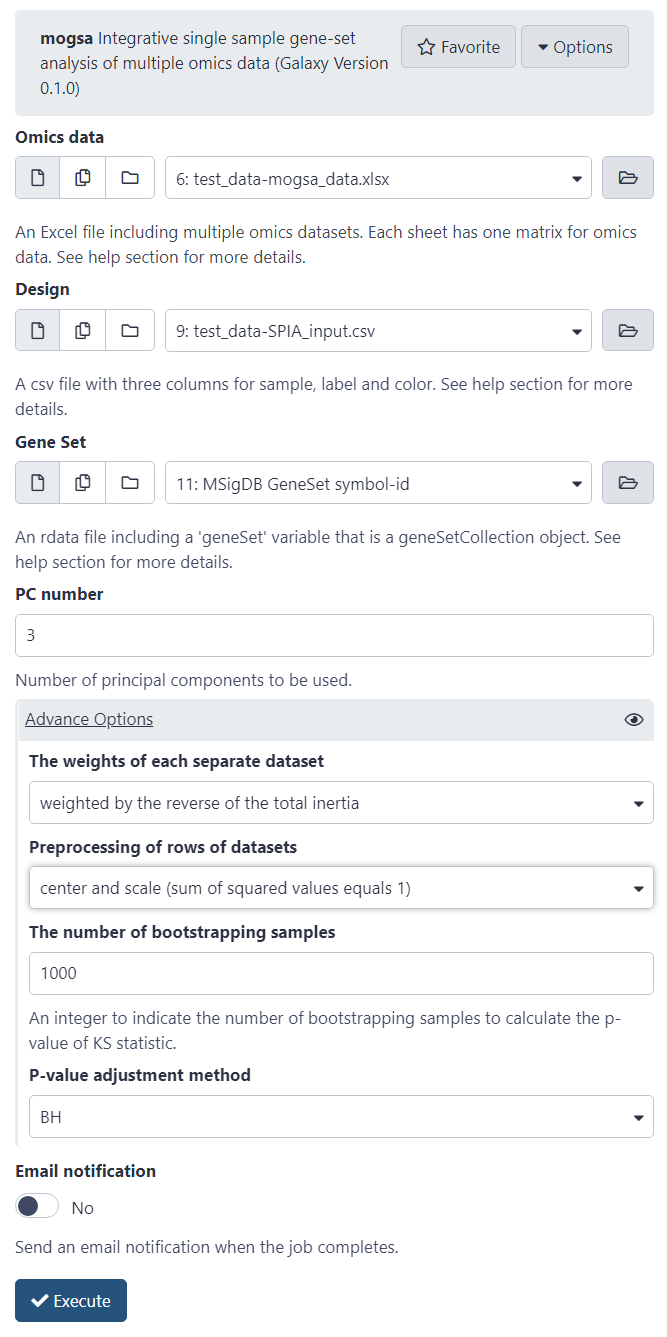 mogsa Integrative single sample gene-set
analysis of multiple omics data (Galaxy Version
0.1.0)
Favorite
Options
Omics data
6: test_data-mogsa_data.xlsx
An Excel file including multiple omics datasets. Each sheet has one matrix for omics
data. See help section for more details.
Design
9: test_data-SPIA_input.csv
A csv file with three columns for sample, label and color. See help section for more
details.
Gene Set
11: MSigDB GeneSet symbol-id
An rdata file including a 'geneSet' variable that is a geneSetCollection object. See
help section for more details.
PC number
3
Number of principal components to be used.
Advance Options
The weights of each separate dataset
weighted by the reverse of the total inertia
Preprocessing of rows of datasets
center and scale (sum of squared values equals 1)
The number of bootstrapping samples
1000
An integer to indicate the number of bootstrapping samples to calculate the p-
value of KS statistic.
P-value adjustment method
BH
Email notification
No
Send an email notification when the job completes.
Execute